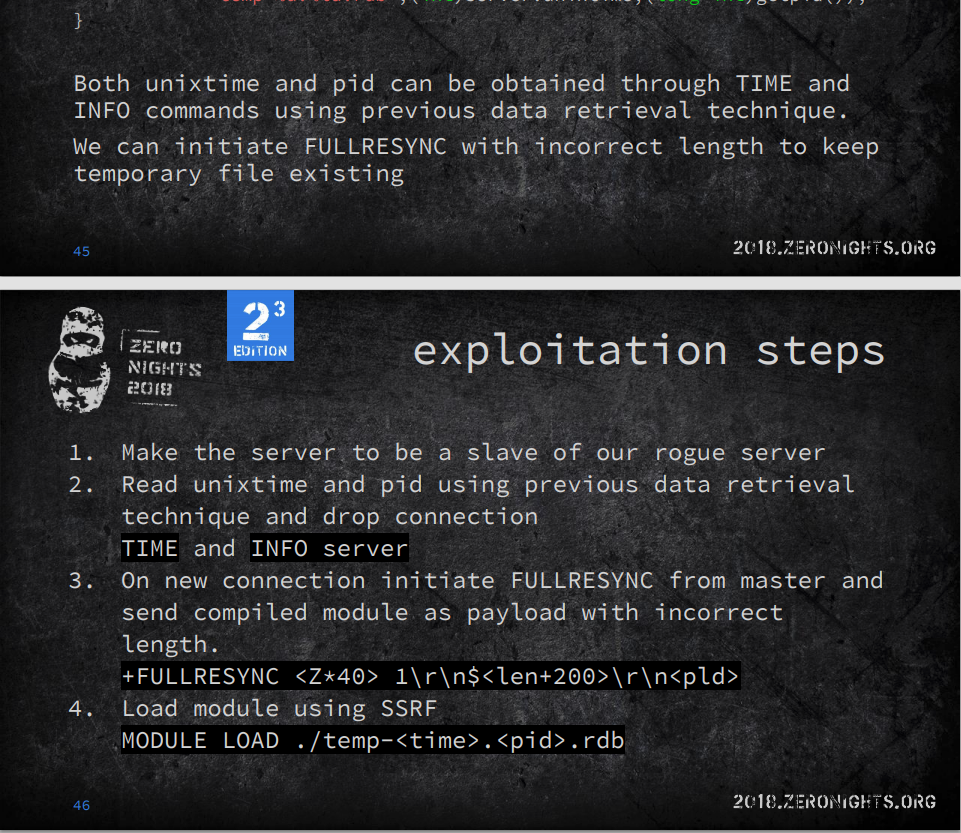 }
Both unixtime and pid can be obtained through TIME and
INFO commands using previous data retrieval technique.
We can initiate FULLRESYNC with incorrect length to keep
temporary file existing
45
2018.ZERONIGHTS.ORG
2³
EDITION
ZERO
NIGHTS
2018
exploitation steps
1. Make the server to be a slave of our rogue server
2. Read unixtime and pid using previous data retrieval
technique and drop connection
TIME and INFO server
3. On new connection initiate FULLRESYNC from master and
send compiled module as payload with incorrect
length.
+FULLRESYNC <Z*40> 1\r\n$<len+200>\r\n<pld>
4. Load module using SSRF
MODULE LOAD ./temp-<time>.<pid>.rdb
46
2018.ZERONIGHTS.ORG